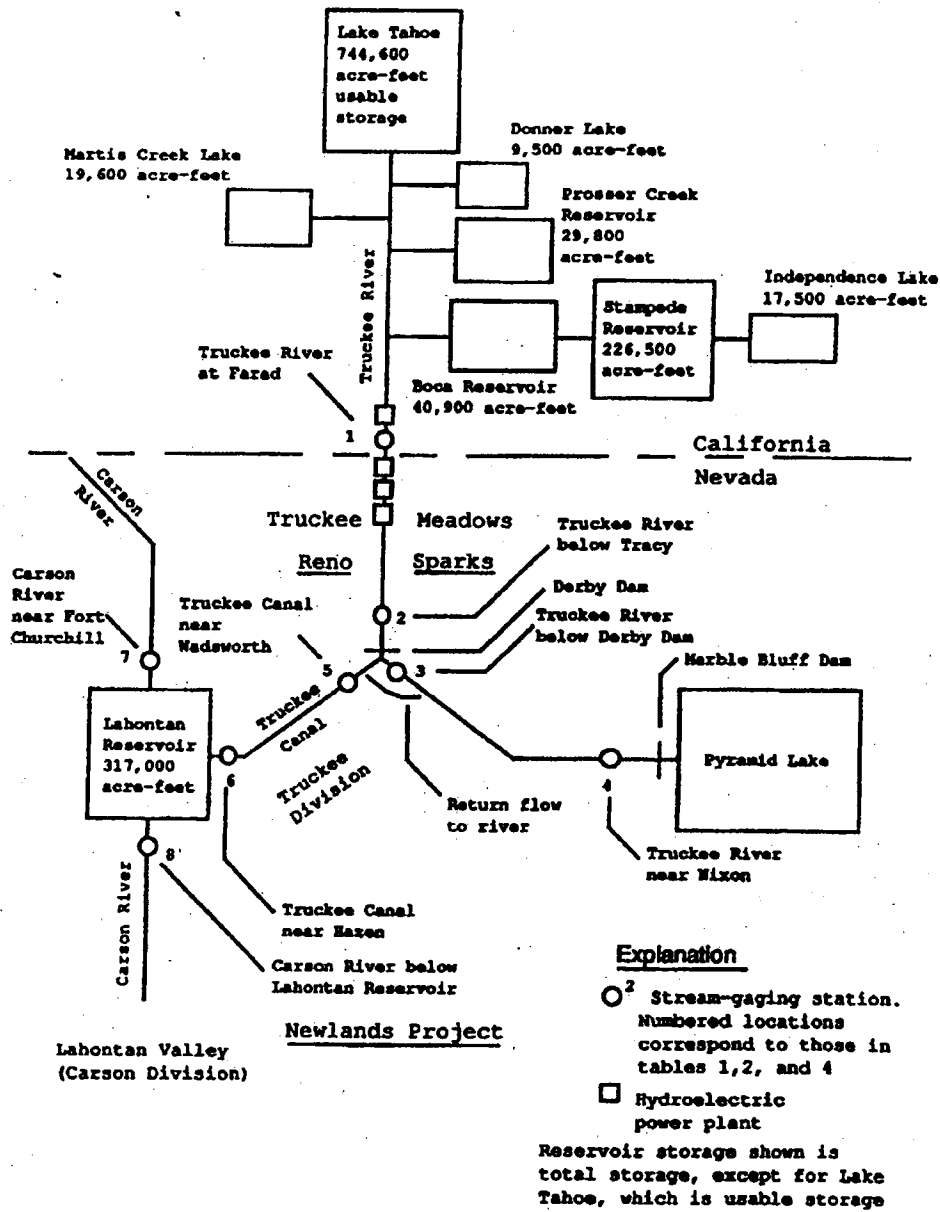 Lake Tahoe
744,600
acre-feet
usable
storage
Donner Lake
9,500 acre-feet
Martis Creek Lake
19,600 acre-feet
Prosser Creek
Reservoir
29,800
acre-feet
Truckee River
Independence Lake
17,500 acre-feet
Stampede
Reservoir
226,500
acre-feet
Boca Reservoir
40,900 acre-feet
Truckee River
at Farad
1
California
Nevada
Carson
River
Truckee Meadows
Reno Sparks
Truckee River
below Tracy
2
Derby Dam
Truckee River
below Derby Dam
3
Carson
River
near Fort
Churchill
7
Truckee Canal
near
Wadsworth
5
Marble Bluff Dam
Truckee
Canal
Truckee
Division
Lahontan
Reservoir
317,000
acre-feet
6
Pyramid Lake
4
Return flow
to river
Truckee River
near Nixon
8
Carson River
Truckee Canal
near Hazen
Carson River below
Lahontan Reservoir
Newlands Project
Lahontan Valley
(Carson Division)
Explanation
2 Stream-gaging station.
Numbered locations
correspond to those in
tables 1,2, and 4
Hydroelectric
power plant
Reservoir storage shown is
total storage, except for Lake
Tahoe, which is usable storage